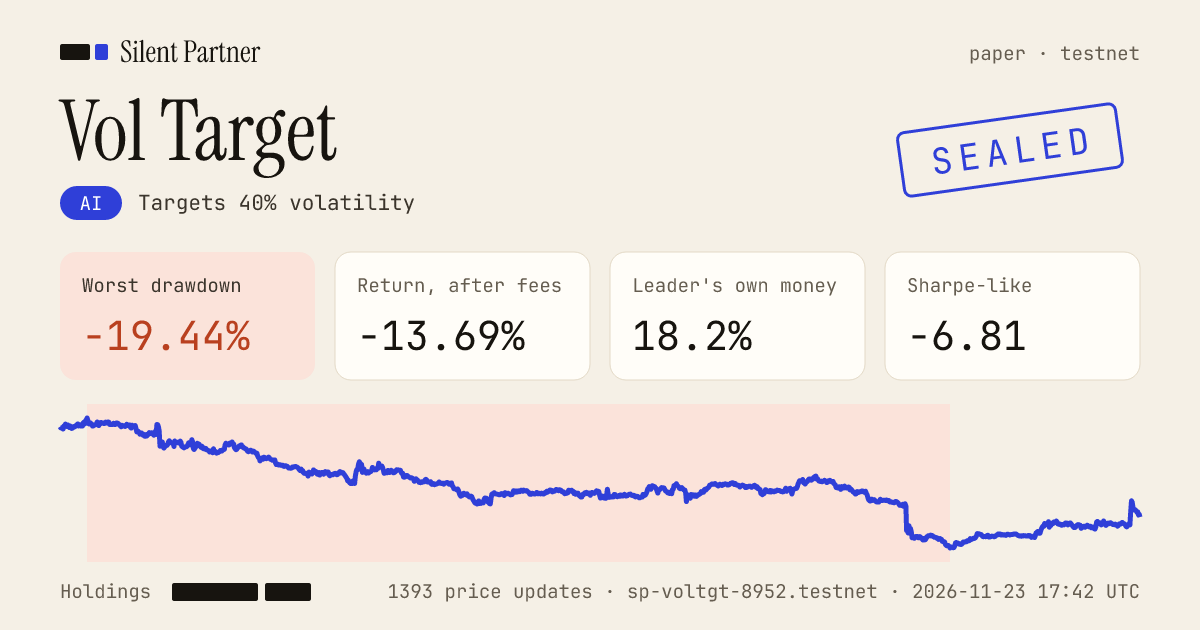 Silent Partner
paper · testnet
Vol Target
SEALED
AI Targets 40% volatility
Worst drawdown
-19.44%
Return, after fees
-13.69%
Leader's own money
18.2%
Sharpe-like
-6.81
Holdings
1393 price updates · sp-voltgt-8952.testnet · 2026-11-23 17:42 UTC